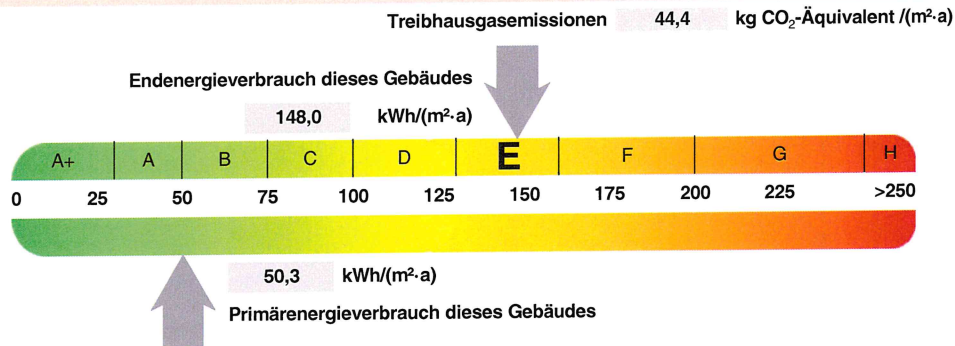 Treibhausgasemissionen 44,4 kg CO₂-Äquivalent /(m²·a)
Endenergieverbrauch dieses Gebäudes
148,0 kWh/(m²·a)
A+ A B C D E F G H
0 25 50 75 100 125 150 175 200 225 >250
50,3 kWh/(m²·a)
Primärenergieverbrauch dieses Gebäudes